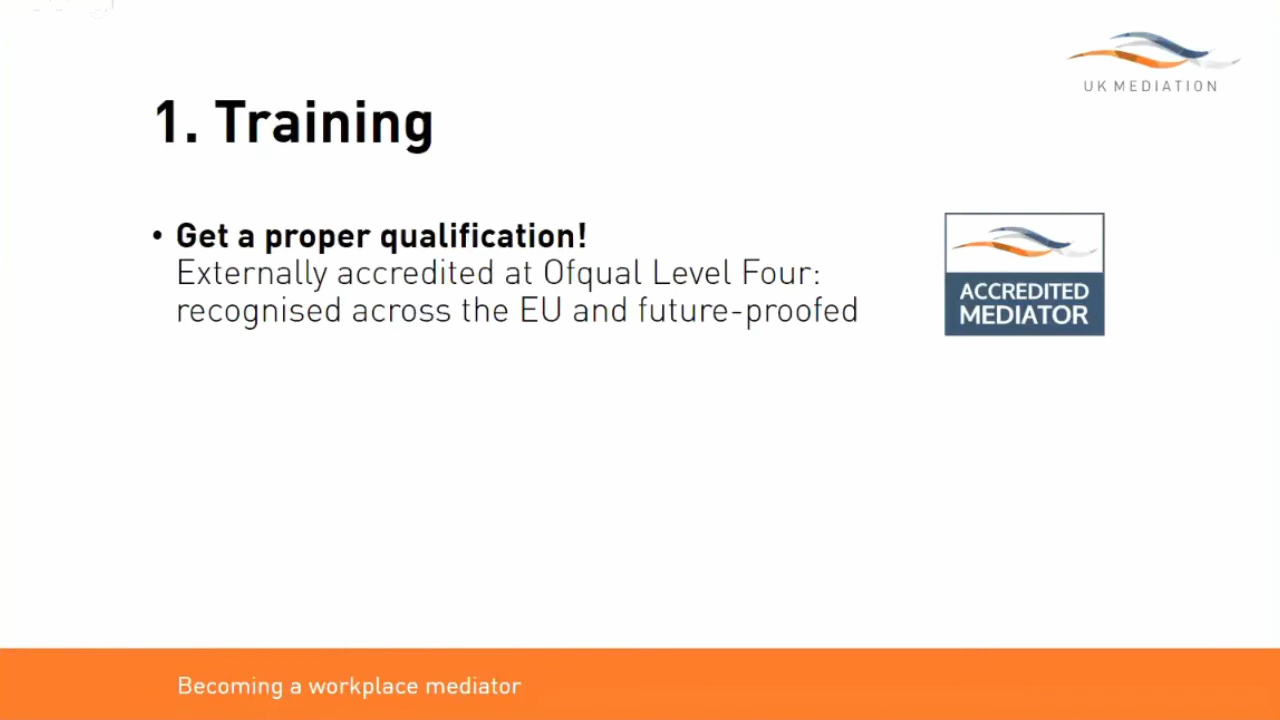 UK MEDIATION
1. Training
• Get a proper qualification!
Externally accredited at Ofqual Level Four:
recognised across the EU and future-proofed
ACCREDITED
MEDIATOR
Becoming a workplace mediator